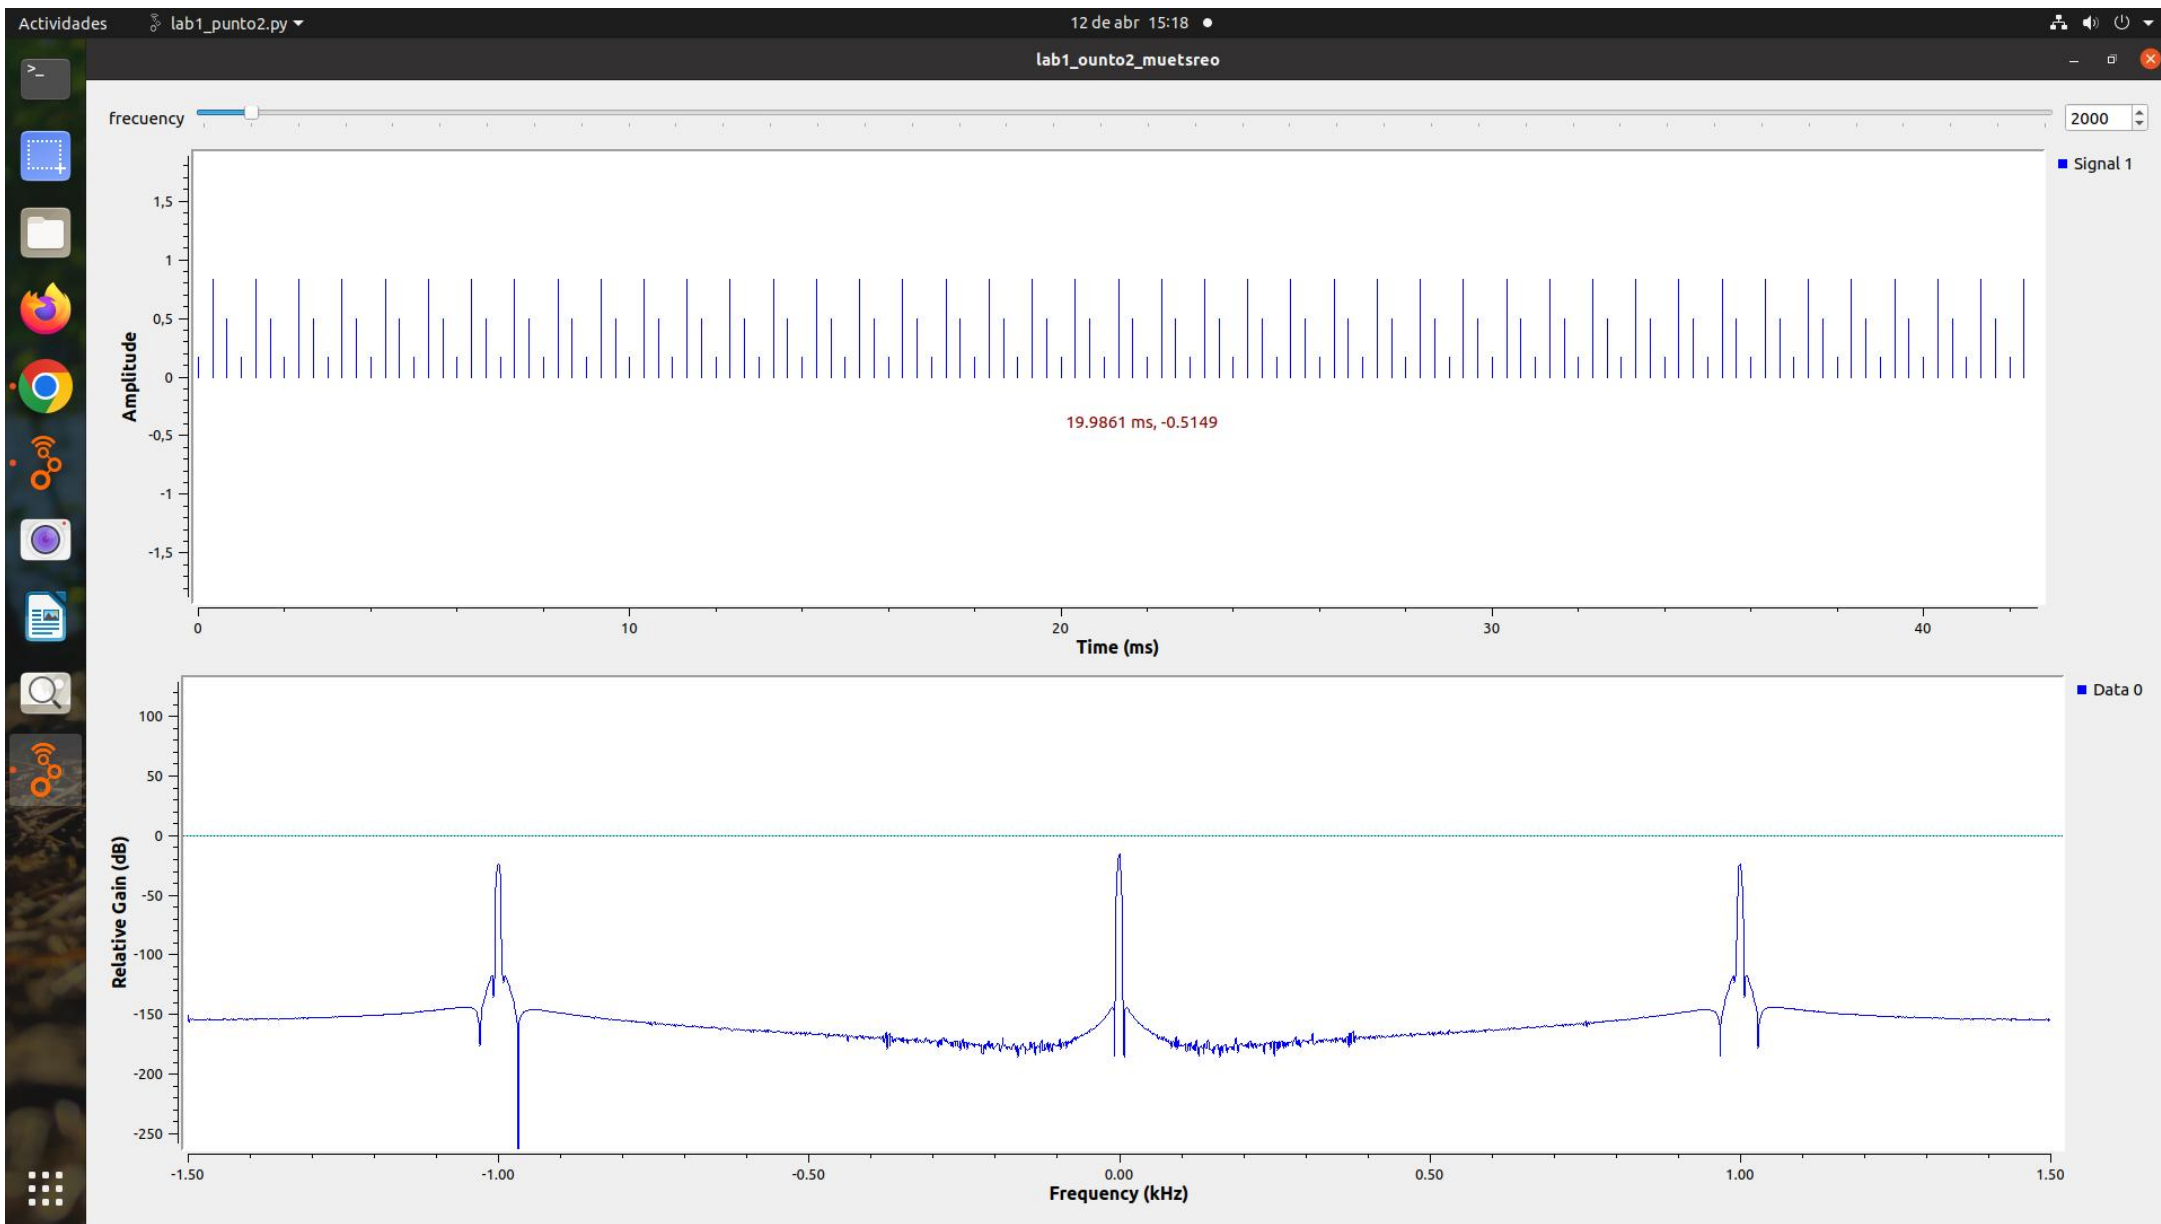 Actividades lab1_punto2.py 12 de abr 15:18
lab1_ounto2_muetsreo
frecuency 2000
Signal 1
1,5
1
0,5
0
-0,5
-1
-1,5
Amplitude
19.9861 ms, -0.5149
0 10 20 30 40
Time (ms)
Data 0
100
50
0
-50
-100
-150
-200
-250
Relative Gain (dB)
-1.50 -1.00 -0.50 0.00 0.50 1.00 1.50
Frequency (kHz)